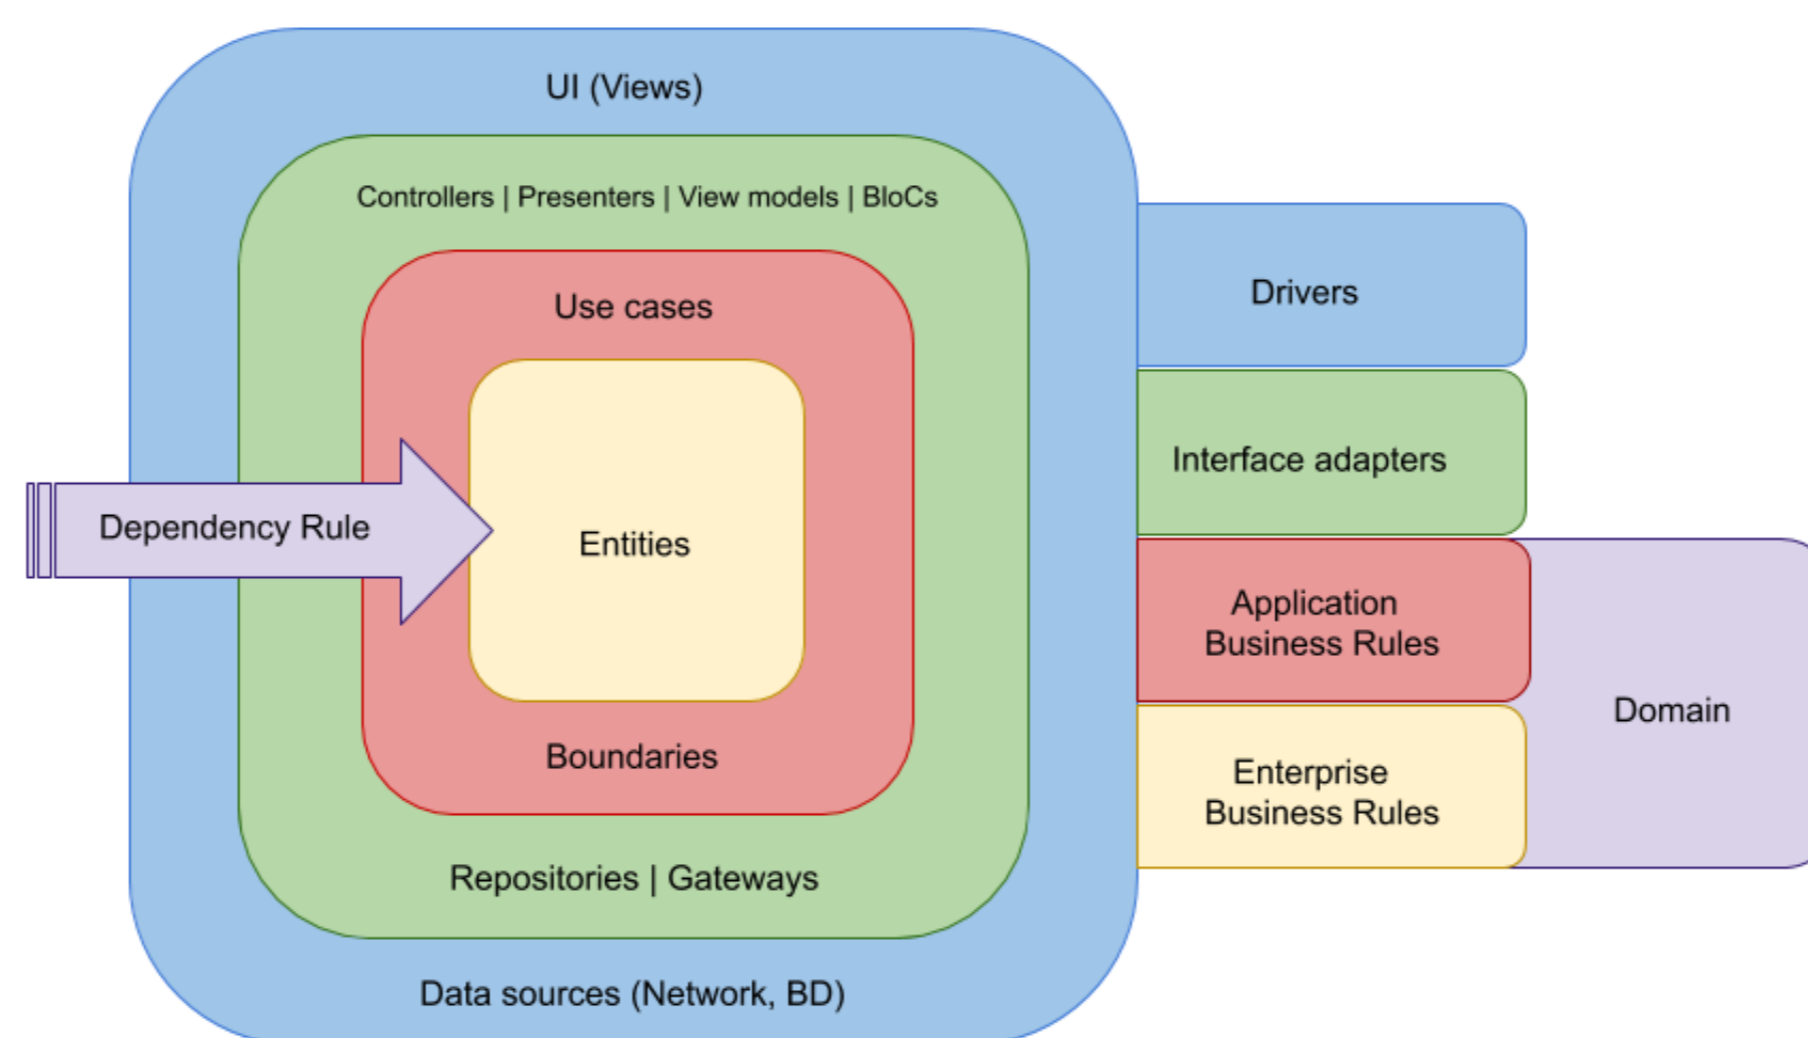 UI (Views)
Controllers | Presenters | View models | BloCs
Use cases
Drivers
Interface adapters
Dependency Rule
Entities
Application
Business Rules
Domain
Boundaries
Enterprise
Business Rules
Repositories | Gateways
Data sources (Network, BD)